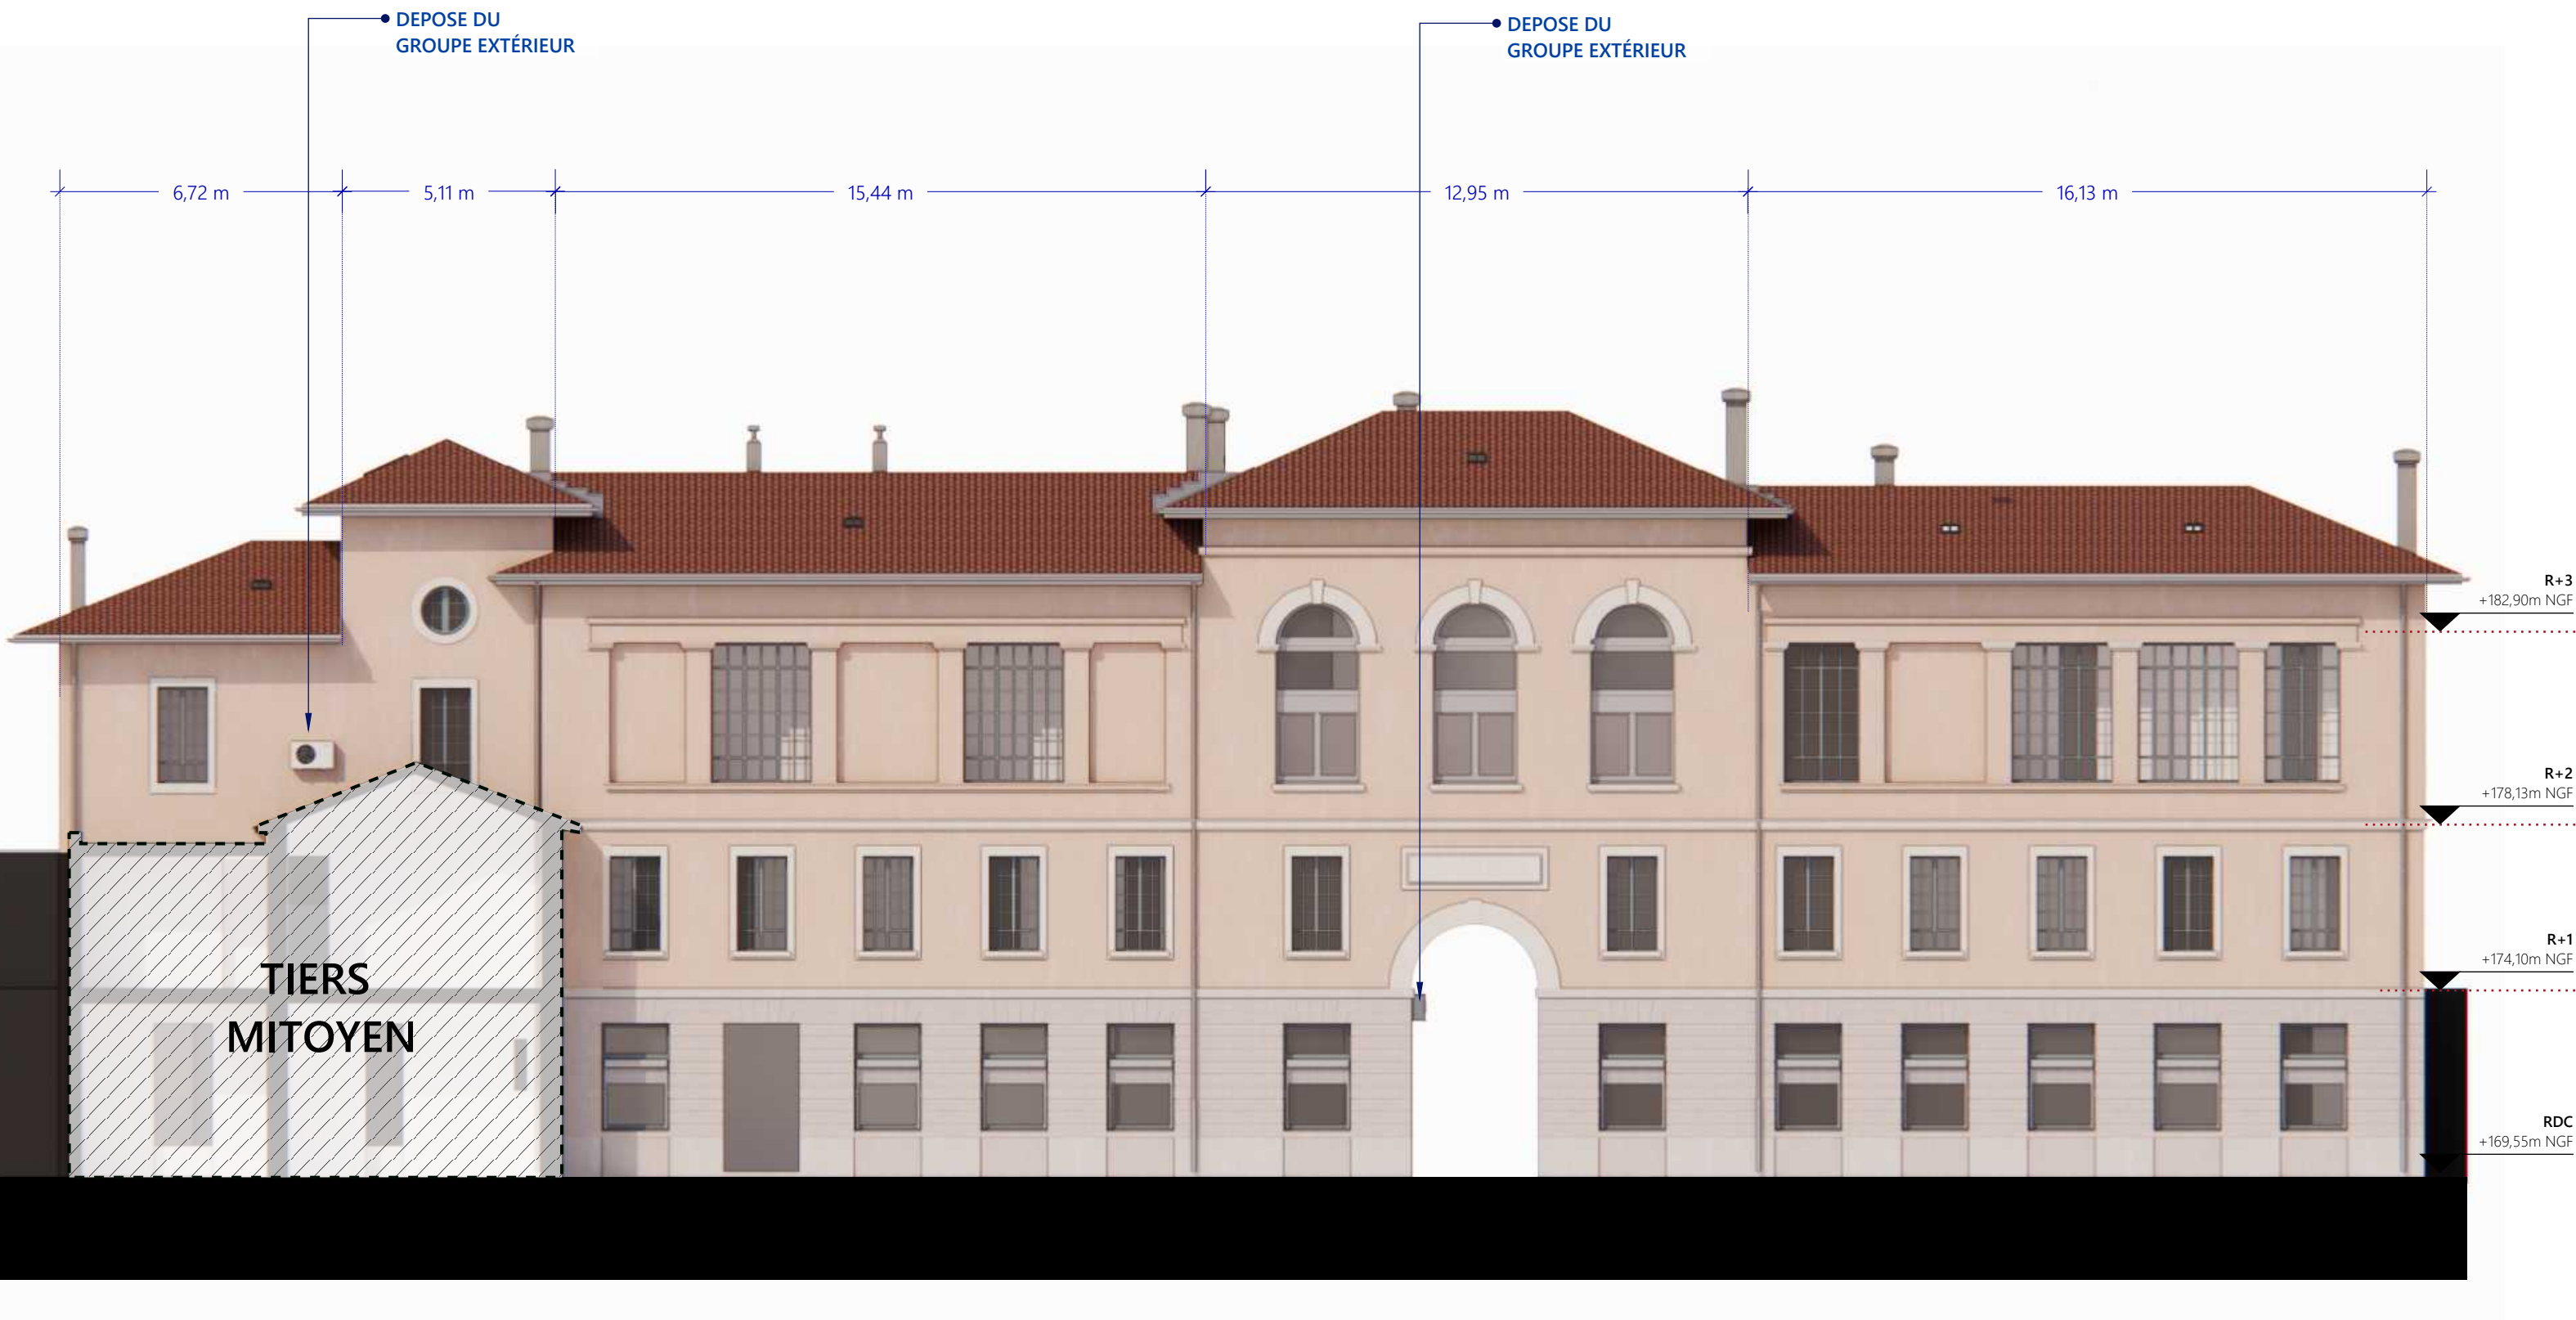 DEPOSE DU
GROUPE EXTÉRIEUR
DEPOSE DU
GROUPE EXTÉRIEUR
6,72 m
5,11 m
15,44 m
12,95 m
16,13 m
R+3
+182,90m NGF
R+2
+178,13m NGF
R+1
+174,10m NGF
RDC
+169,55m NGF
TIERS
MITOYEN